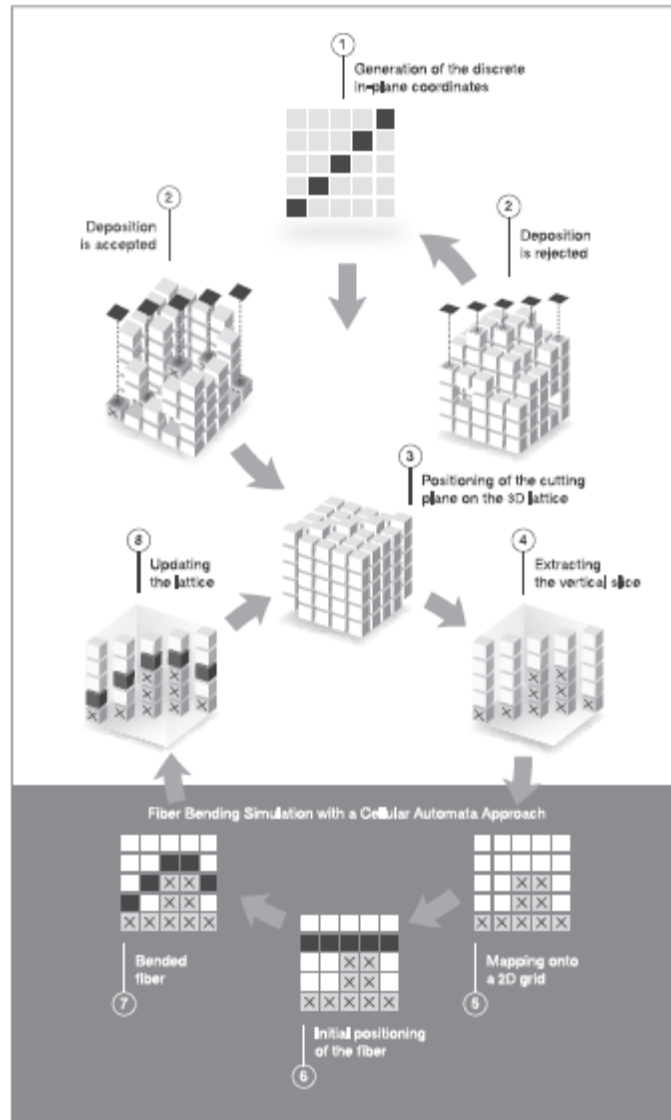 1
Generation of the discrete
in-plane coordinates
2
Deposition
is accepted
2
Deposition
is rejected
3
Positioning of the cutting
plane on the 3D lattice
8
Updating
the lattice
4
Extracting
the vertical slice
Fiber Bending Simulation with a Cellular Automata Approach
Bended
fiber
7
Initial positioning
of the fiber
6
Mapping onto
a 2D grid
5